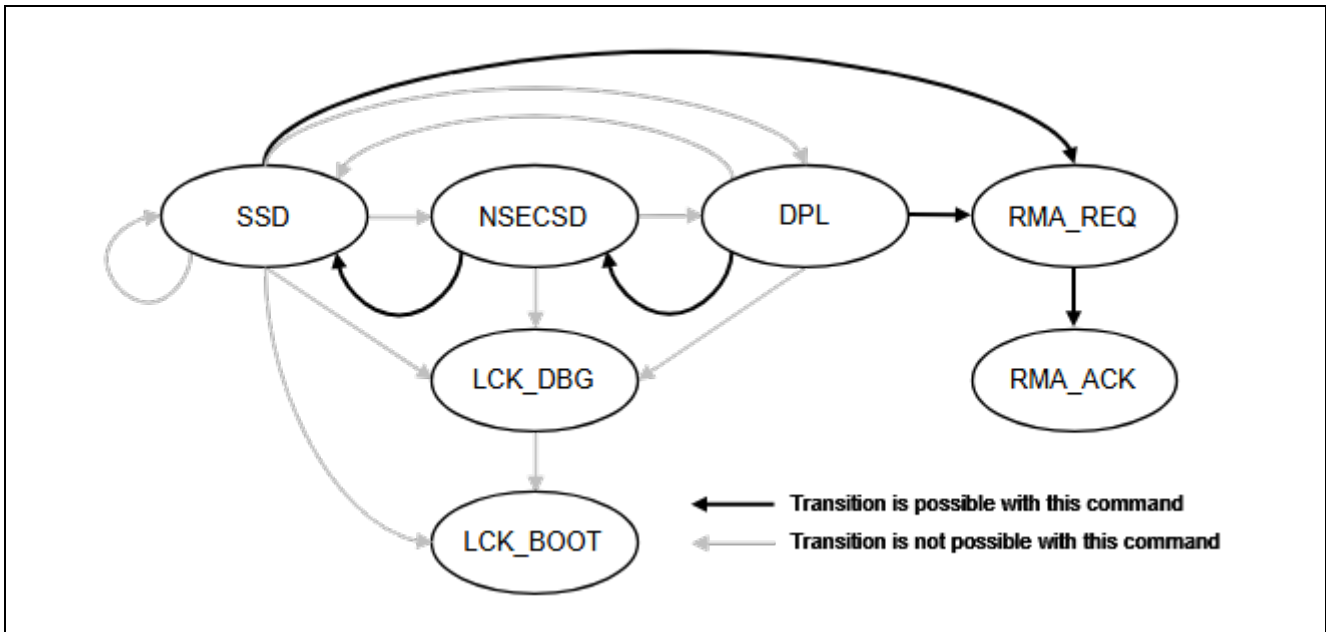 SSD
NSECSD
DPL
RMA_REQ
LCK_DBG
RMA_ACK
LCK_BOOT
Transition is possible with this command
Transition is not possible with this command